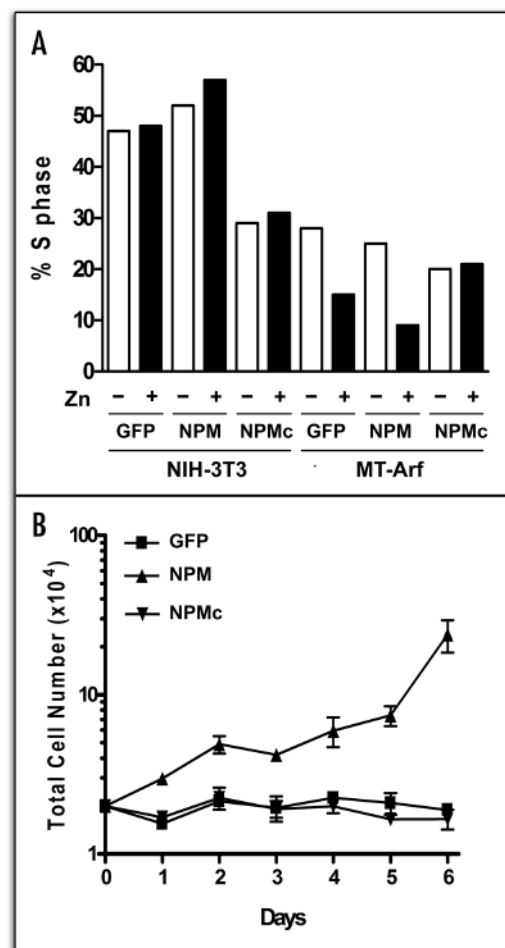 A
% S phase
60
50
40
30
20
10
0
Zn − + − + − + − + − + − +
GFP NPM NPMc GFP NPM NPMc
NIH-3T3 MT-Arf
B
GFP
NPM
NPMc
Total Cell Number (x10⁴)
100
10
1
0 1 2 3 4 5 6
Days